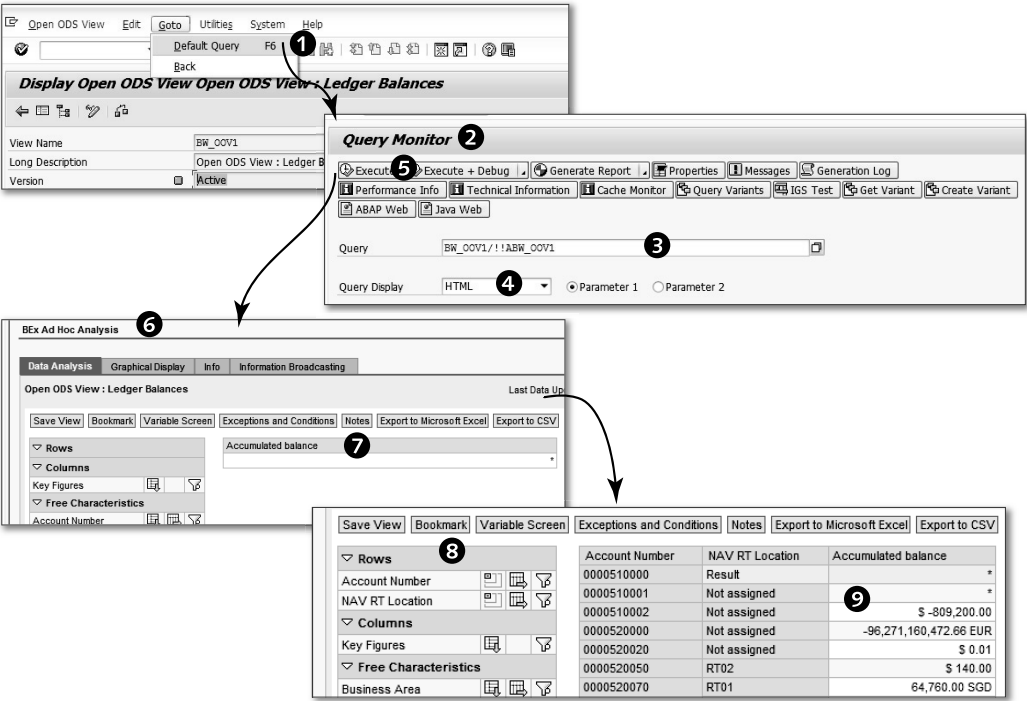 Open ODS View Edit Goto Utilities System Help
Default Query F6 1
Back
Display Open ODS View Open ODS View : Ledger Balances
View Name BW_OOV1
Long Description Open ODS View : Ledger B
Version Active
Query Monitor 2
Execute 5 Execute + Debug Generate Report Properties Messages Generation Log
Performance Info Technical Information Cache Monitor Query Variants IGS Test Get Variant Create Variant
ABAP Web Java Web
Query BW_OOV1/!!ABW_OOV1 3
Query Display HTML 4 Parameter 1 Parameter 2
BEx Ad Hoc Analysis 6
Data Analysis Graphical Display Info Information Broadcasting
Open ODS View : Ledger Balances Last Data Up
Save View Bookmark Variable Screen Exceptions and Conditions Notes Export to Microsoft Excel Export to CSV
Rows Accumulated balance 7
Columns *
Key Figures
Free Characteristics
Account Number
Save View Bookmark Variable Screen Exceptions and Conditions Notes Export to Microsoft Excel Export to CSV
8
Rows Account Number NAV RT Location Accumulated balance
Account Number 0000510000 Result *
NAV RT Location 0000510001 Not assigned *
9
Columns 0000510002 Not assigned $ -809,200.00
0000520000 Not assigned -96,271,160,472.66 EUR
Key Figures 0000520020 Not assigned $ 0.01
Free Characteristics 0000520050 RT02 $ 140.00
Business Area 0000520070 RT01 64,760.00 SGD